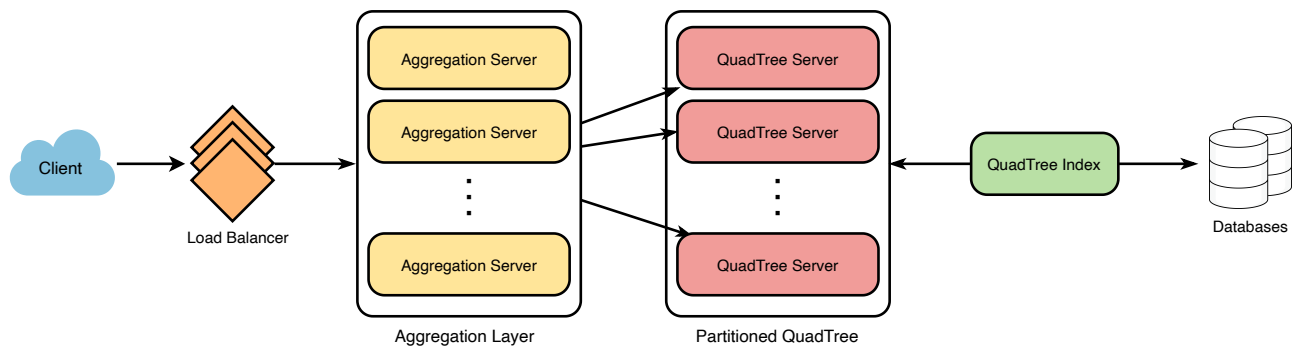 Client
Load Balancer
Aggregation Server
Aggregation Server
Aggregation Server
Aggregation Layer
QuadTree Server
QuadTree Server
QuadTree Server
Partitioned QuadTree
QuadTree Index
Databases